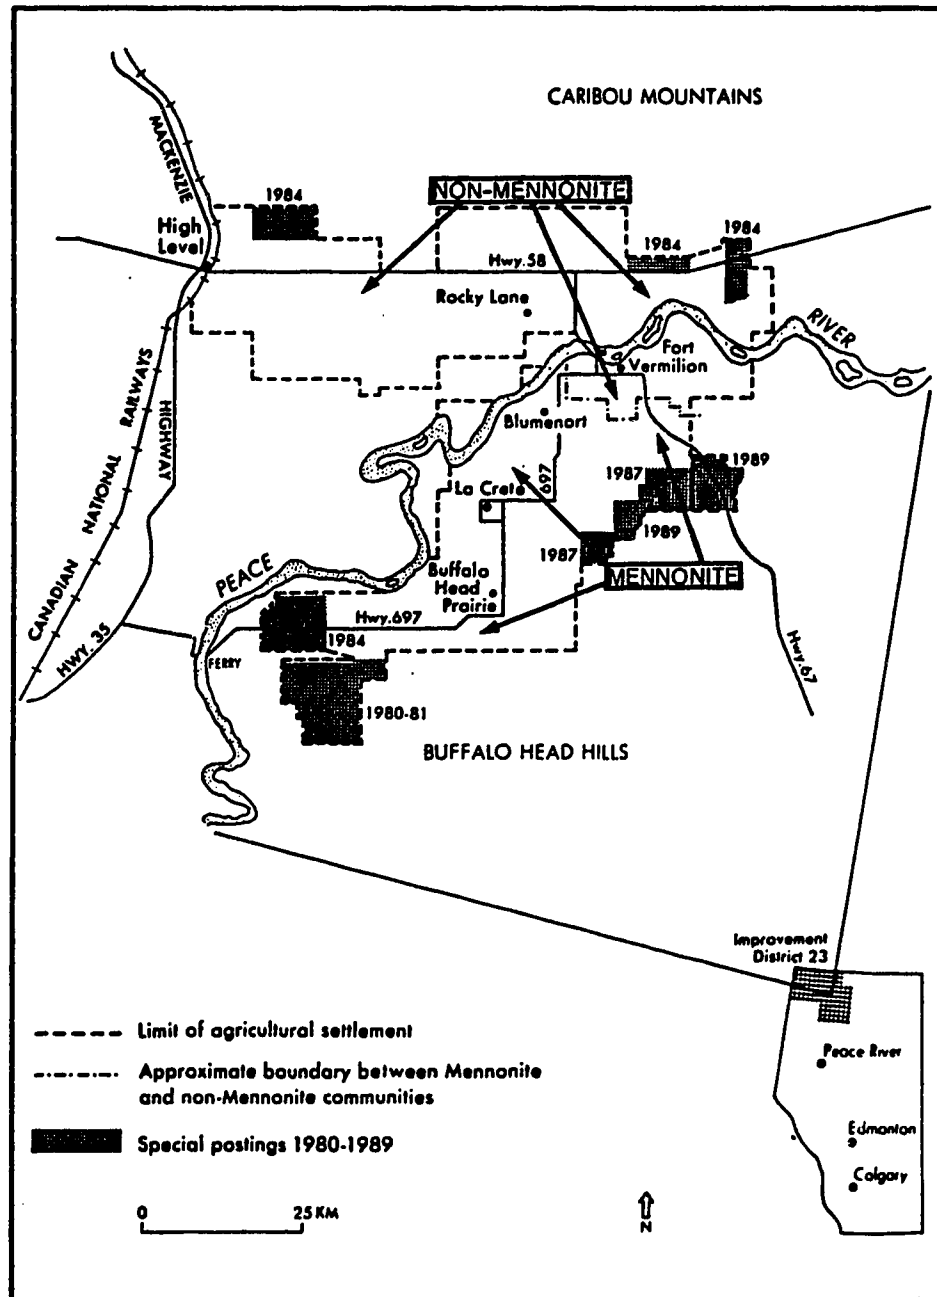 CARIBOU MOUNTAINS
MACKENZIE
NON-MENNONITE
1984
High
Level
1984
1984
Hwy.58
Rocky Lane
RIVER
Fort
Vermilion
Blumenort
CANADIAN NATIONAL RAILWAYS
HIGHWAY
697
1987
1989
La Crete
1989
1987
MENNONITE
PEACE
Buffalo
Head
Prairie
Hwy.697
1984
HWY. 35
FERRY
Hwy.67
1980-81
BUFFALO HEAD HILLS
Improvement
District 23
Limit of agricultural settlement
Peace River
Approximate boundary between Mennonite
and non-Mennonite communities
Edmonton
Special postings 1980-1989
Calgary
0 25 KM
N